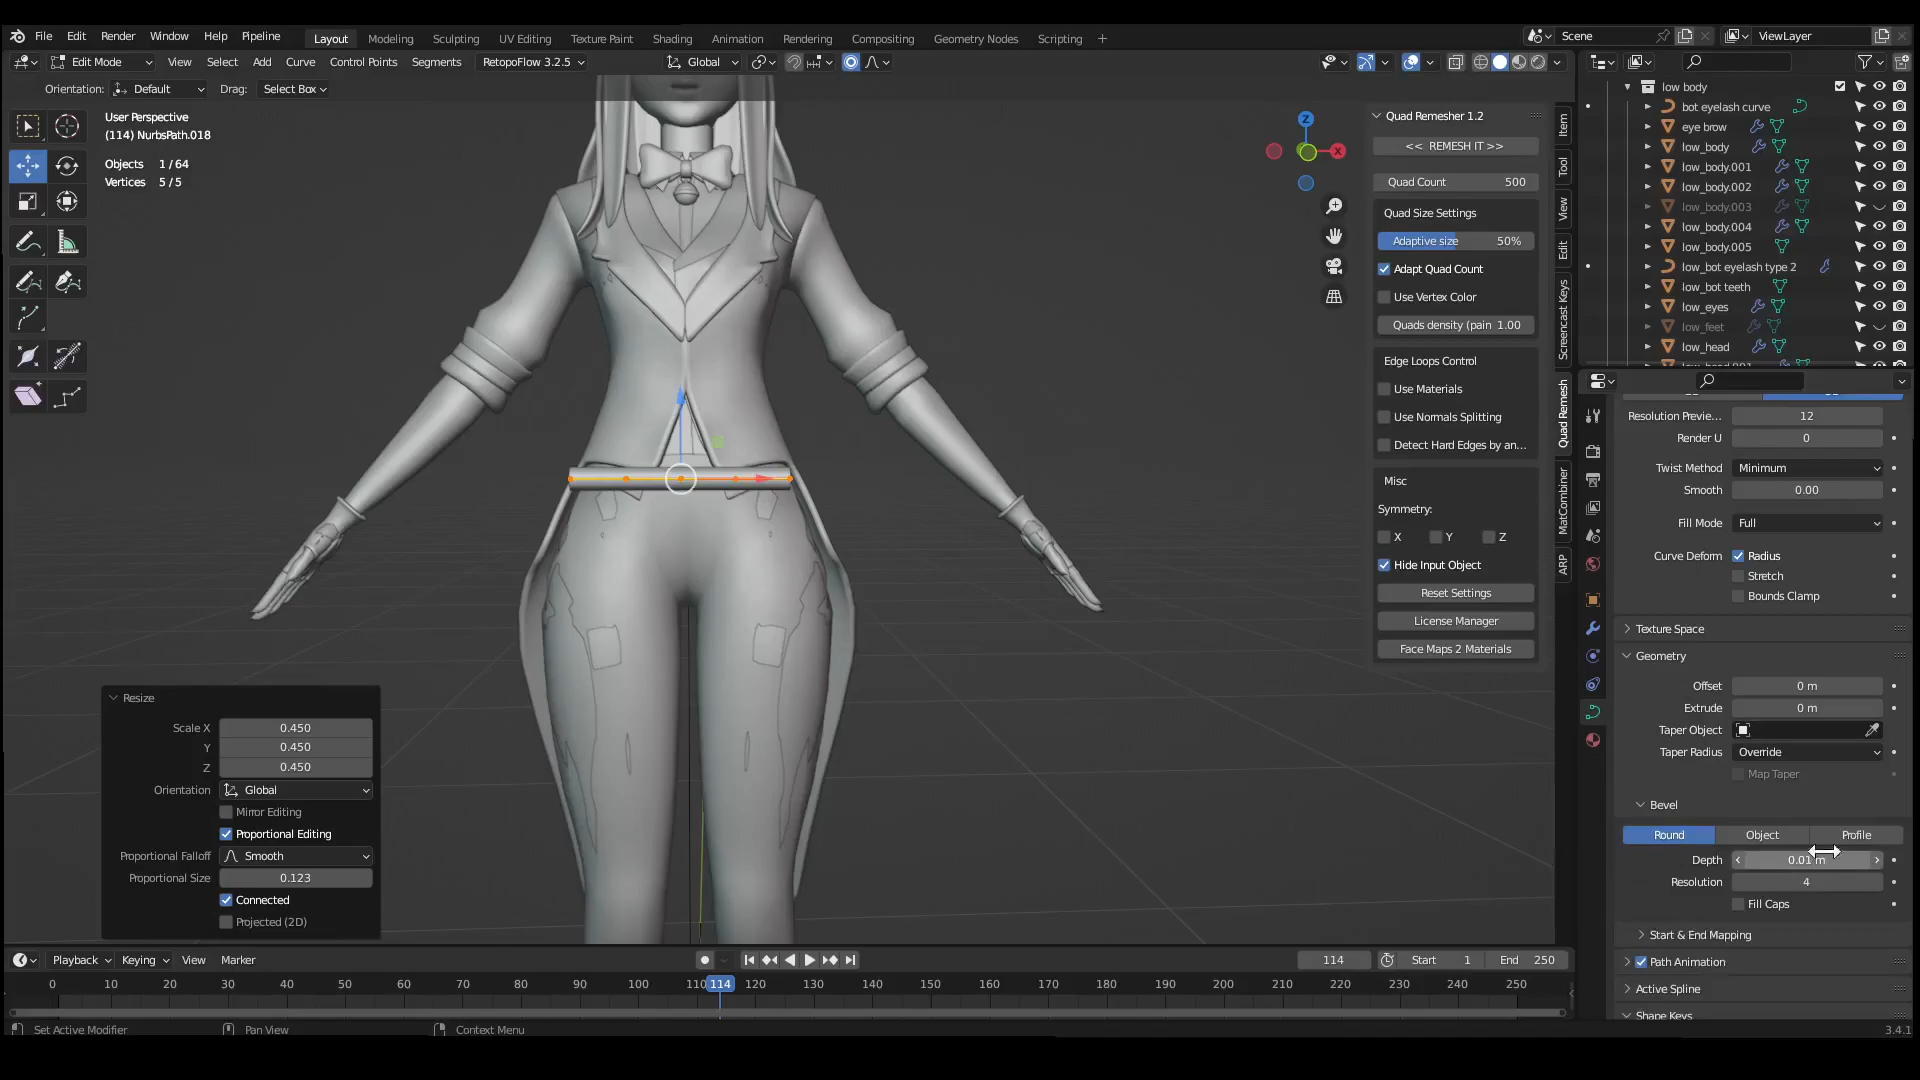 File Edit Render Window Help Pipeline Layout Modeling Sculpting UV Editing Texture Paint Shading Animation Rendering Compositing Geometry Nodes Scripting + Scene ViewLayer
Edit Mode View Select Add Curve Control Points Segments RetopoFlow 3.2.5 Global
Orientation: Default Drag: Select Box
User Perspective
(114) NurbsPath.018
Objects 1/64
Vertices 5/5
Z
X
Quad Remesher 1.2
<< REMESH IT >>
Quad Count 500
Quad Size Settings
Adaptive size 50%
Adapt Quad Count
Use Vertex Color
Quads density (pain 1.00
Edge Loops Control
Use Materials
Use Normals Splitting
Detect Hard Edges by an...
Misc
Symmetry:
X Y Z
Hide Input Object
Reset Settings
License Manager
Face Maps 2 Materials
Item
Tool
View
Edit
Screencast Keys
Quad Remesh
MatCombiner
ARP
low body
bot eyelash curve
eye brow
low_body
low_body.001
low_body.002
low_body.003
low_body.004
low_body.005
low_bot eyelash type 2
low_bot teeth
low_eyes
low_feet
low_head
Resolution Previe... 12
Render U 0
Twist Method Minimum
Smooth 0.00
Fill Mode Full
Curve Deform Radius
Stretch
Bounds Clamp
Texture Space
Geometry
Offset 0 m
Extrude 0 m
Taper Object
Taper Radius Override
Map Taper
Bevel
Round Object Profile
Depth 0.01 m
Resolution 4
Fill Caps
Start & End Mapping
Path Animation
Active Spline
Shape Keys
Resize
Scale X 0.450
Y 0.450
Z 0.450
Orientation Global
Mirror Editing
Proportional Editing
Proportional Falloff Smooth
Proportional Size 0.123
Connected
Projected (2D)
Playback Keying View Marker 114 Start 1 End 250
0 10 20 30 40 50 60 70 80 90 100 110 114 120 130 140 150 160 170 180 190 200 210 220 230 240 250
Set Active Modifier Pan View Context Menu 3.4.1